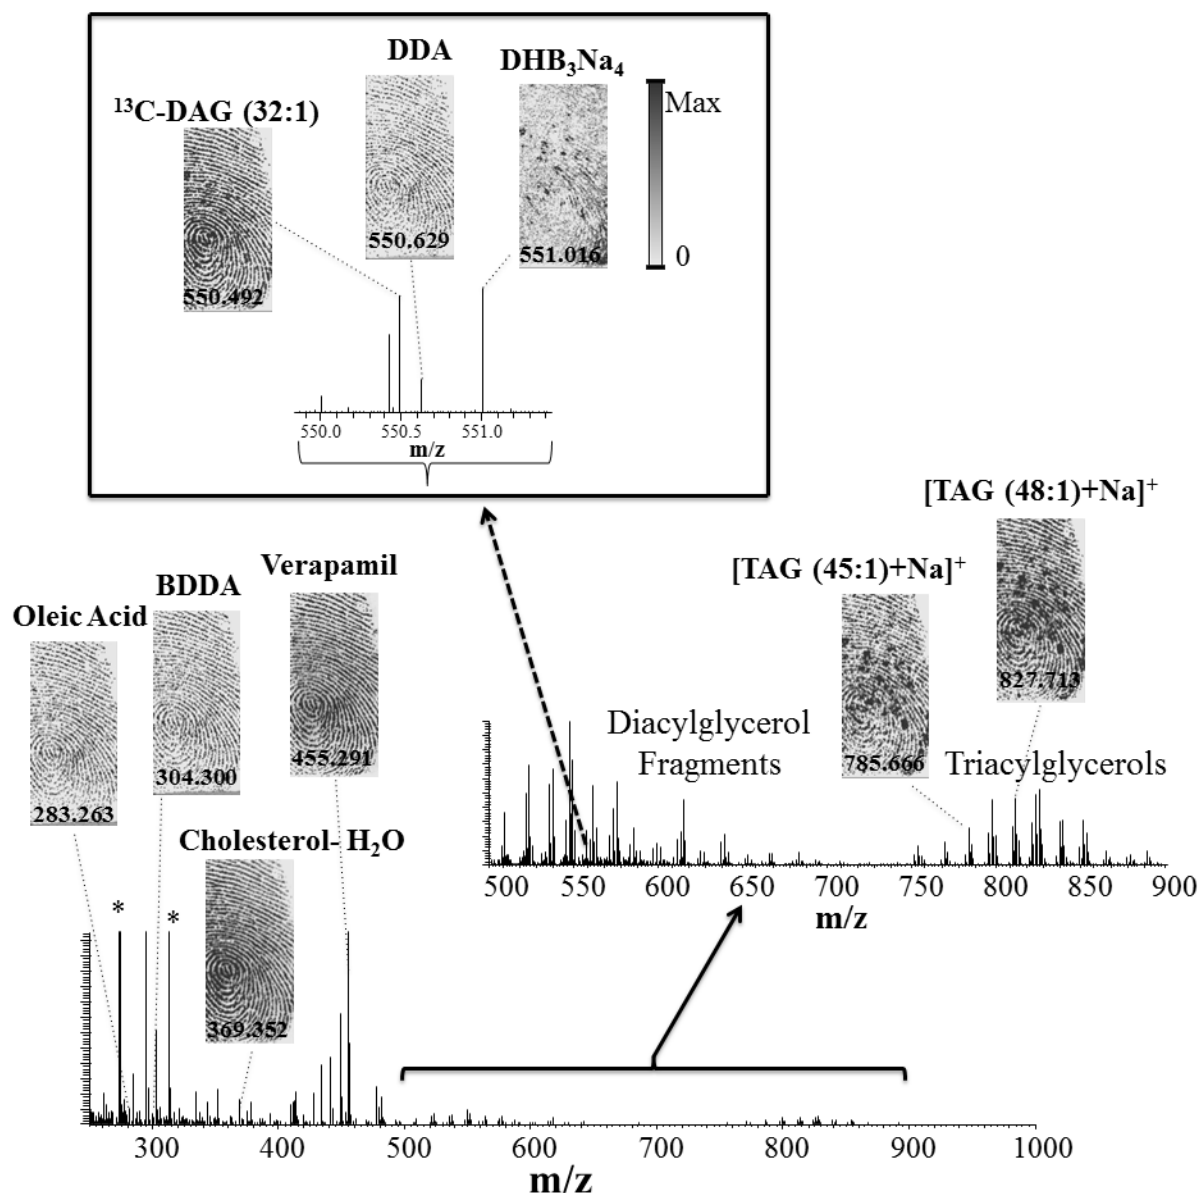 DDA
DHB₃Na₄
¹³C-DAG (32:1)
Max
550.629
551.016
0
550.492
550.0 550.5 551.0
m/z
[TAG (48:1)+Na]⁺
Verapamil
[TAG (45:1)+Na]⁺
BDDA
Oleic Acid
827.713
Diacylglycerol
Fragments
455.291
785.666
Triacylglycerols
304.300
283.263
Cholesterol- H₂O
500 550 600 650 700 750 800 850 900
m/z
* *
369.352
300 400 500 600 700 800 900 1000
m/z